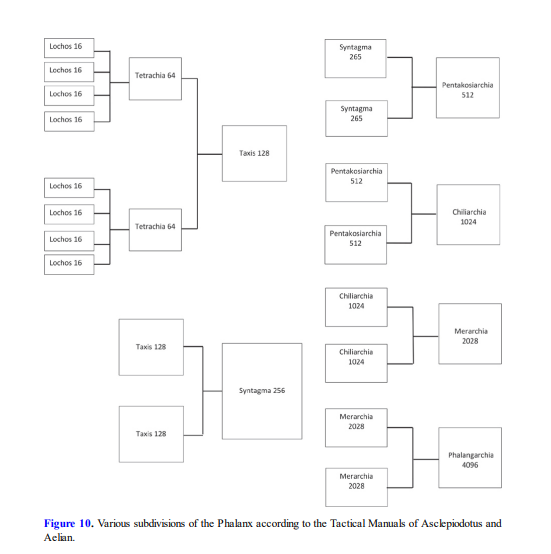 Lochos 16
Lochos 16
Lochos 16
Lochos 16
Tetrachia 64
Lochos 16
Lochos 16
Lochos 16
Lochos 16
Tetrachia 64
Taxis 128
Taxis 128
Taxis 128
Syntagma 256
Syntagma
265
Syntagma
265
Pentakosiarchia
512
Pentakosiarchia
512
Pentakosiarchia
512
Chiliarchia
1024
Chiliarchia
1024
Chiliarchia
1024
Merarchia
2028
Merarchia
2028
Merarchia
2028
Phalangarchia
4096
Figure 10. Various subdivisions of the Phalanx according to the Tactical Manuals of Asclepiodotus and
Aelian.